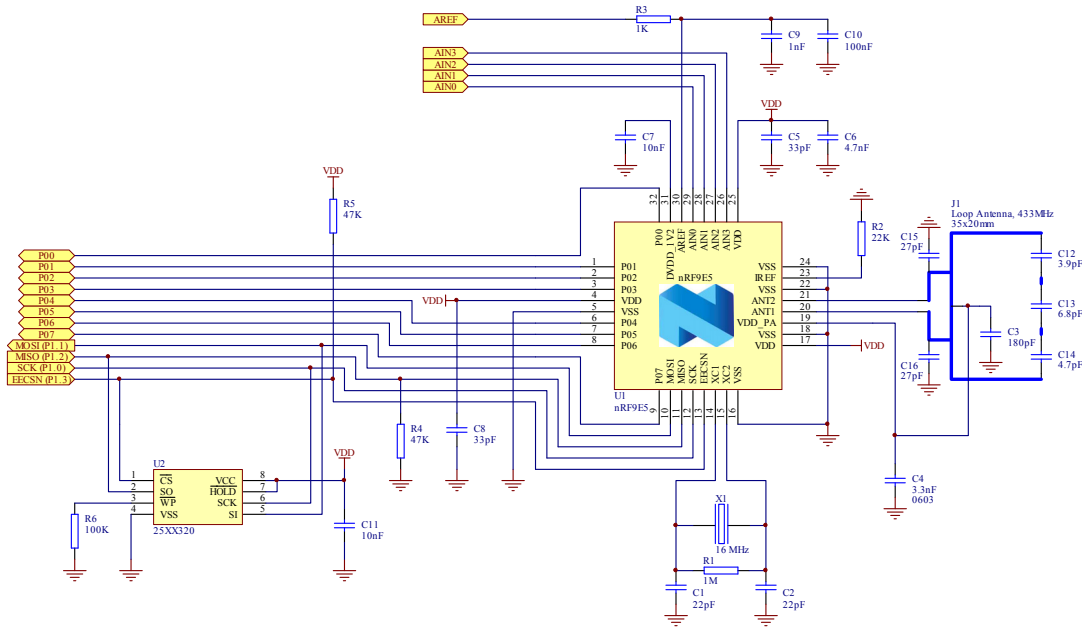 AREF
R3
1K
C9
1nF
C10
100nF
AIN3
AIN2
AIN1
AIN0
VDD
C7
10nF
C5
33pF
C6
4.7nF
VDD
R5
47K
32
31
30
29
28
27
26
25
P00
DVDD_1V2
AREF
AIN0
AIN1
AIN2
AIN3
VDD
R2
22K
J1
Loop Antenna, 433MHz
35x20mm
C15
27pF
C12
3.9pF
C13
6.8pF
C14
4.7pF
C3
180pF
C16
27pF
P00
P01
P02
P03
P04
P05
P06
P07
MOSI (P1.1)
MISO (P1.2)
SCK (P1.0)
EECSN (P1.3)
VDD
1 P01
2 P02
3 P03
4 VDD
5 VSS
6 P04
7 P05
8 P06
nRF9E5
VSS 24
IREF 23
VSS 22
ANT2 21
ANT1 20
VDD_PA 19
VSS 18
VDD 17
VDD
P07
MOSI
MISO
SCK
EECSN
XC1
XC2
VSS
U1
nRF9E5
9
10
11
12
13
14
15
16
R4
47K
C8
33pF
VDD
C4
3.3nF
0603
U2
1 CS
2 SO
3 WP
4 VSS
VCC 8
HOLD 7
SCK 6
SI 5
25XX320
R6
100K
C11
10nF
X1
16 MHz
R1
1M
C1
22pF
C2
22pF